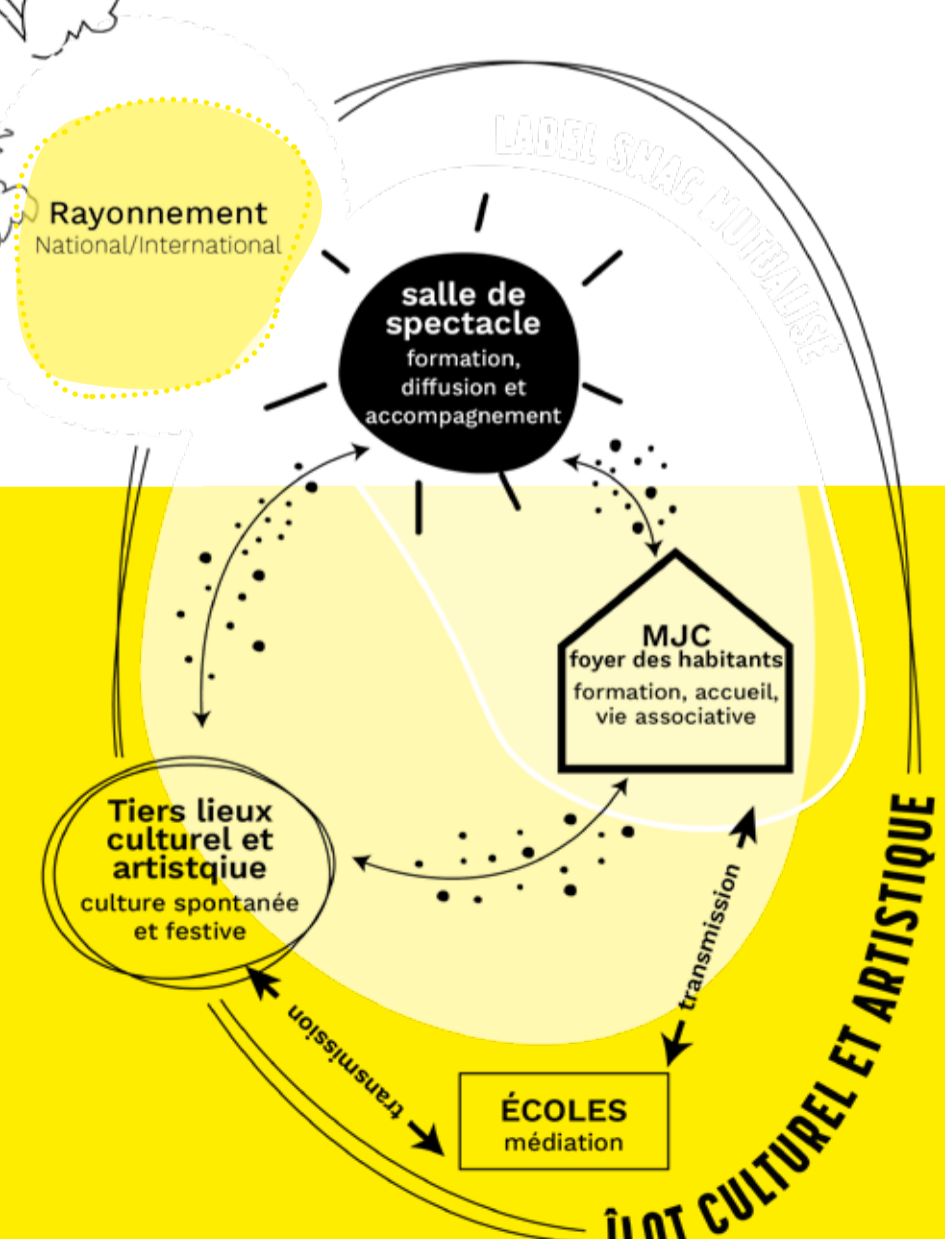 LABEL SMAC MUTUALISÉ
Rayonnement
National/International
salle de
spectacle
formation,
diffusion et
accompagnement
MJC
foyer des habitants
formation, accueil,
vie associative
Tiers lieux
culturel et
artistqiue
culture spontanée
et festive
transmission
transmission
ÉCOLES
médiation
ÎLOT CULTUREL ET ARTISTIQUE